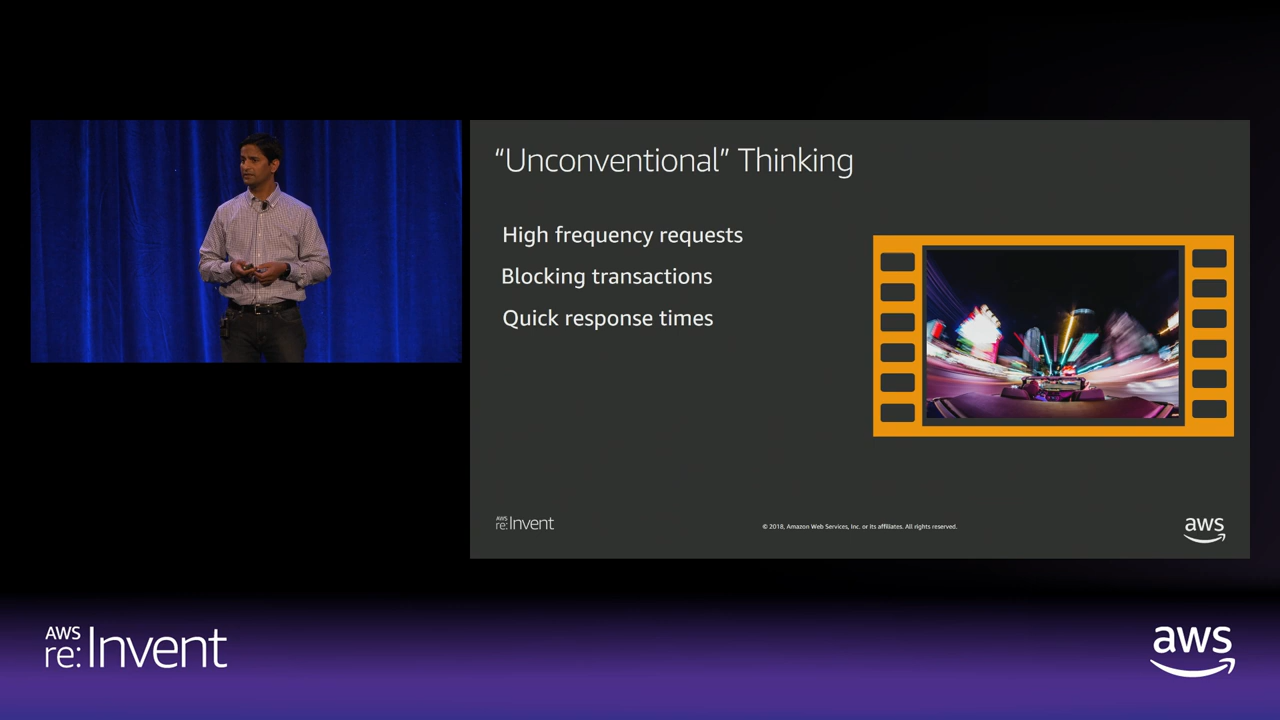 “Unconventional” Thinking
High frequency requests
Blocking transactions
Quick response times
AWS
re:Invent
© 2018, Amazon Web Services, Inc. or its affiliates. All rights reserved.
aws
AWS
re:Invent
aws